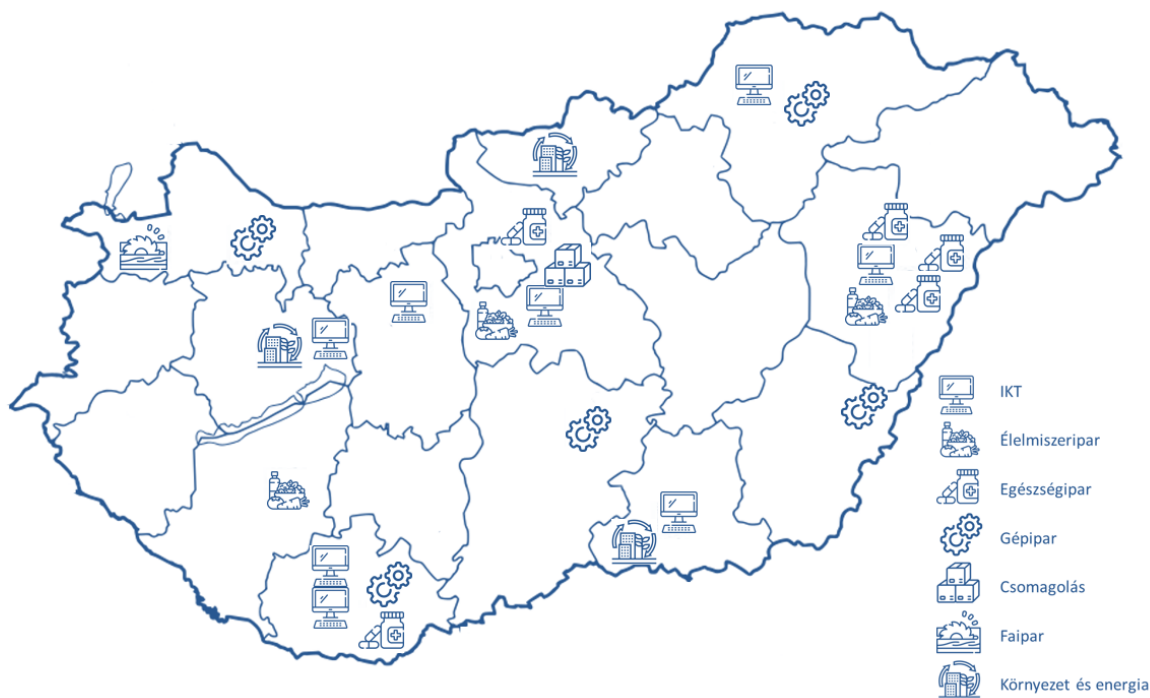 IKT
Élelmiszeripar
Egészségipar
Gépipar
Csomagolás
Faipar
Környezet és energia